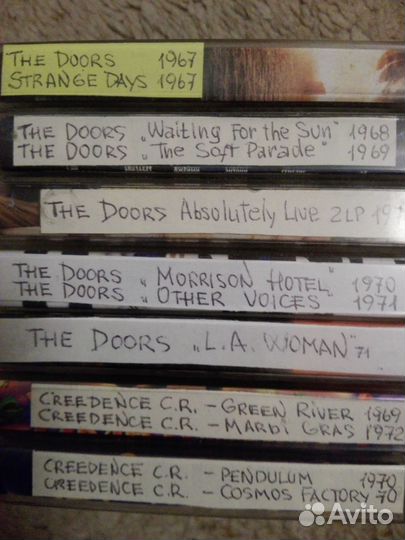 THE DOORS 1967
STRANGE DAYS 1967
THE DOORS „Waiting For the Sun" 1968
THE DOORS „The Soft Parade" 1969
THE DOORS Absolutely Live 2LP 19
THE DOORS „MORRISON HOTEL" 1970
THE DOORS „OTHER VOICES" 1971
THE DOORS „L.A. WOMAN" 71
CREEDENCE C.R. - GREEN RIVER 1969
CREEDENCE C.R. - MARDI GRAS 1972
CREEDENCE C.R. - PENDULUM 1970
CREEDENCE C.R. - COSMOS FACTORY 70
Avito